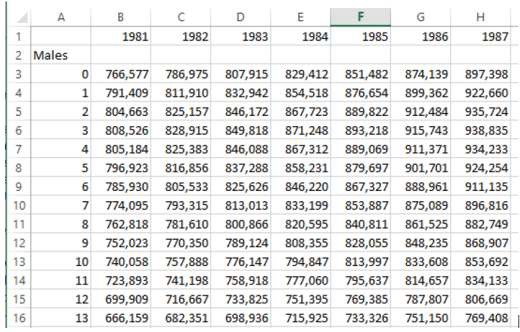 A B C D E F G H
1 1981 1982 1983 1984 1985 1986 1987
2 Males
3 0 766,577 786,975 807,915 829,412 851,482 874,139 897,398
4 1 791,409 811,910 832,942 854,518 876,654 899,362 922,660
5 2 804,663 825,157 846,172 867,723 889,822 912,484 935,724
6 3 808,526 828,915 849,818 871,248 893,218 915,743 938,835
7 4 805,184 825,383 846,088 867,312 889,069 911,371 934,233
8 5 796,923 816,856 837,288 858,231 879,697 901,701 924,254
9 6 785,930 805,533 825,626 846,220 867,327 888,961 911,135
10 7 774,095 793,315 813,013 833,199 853,887 875,089 896,816
11 8 762,818 781,610 800,866 820,595 840,811 861,525 882,749
12 9 752,023 770,350 789,124 808,355 828,055 848,235 868,907
13 10 740,058 757,888 776,147 794,847 813,997 833,608 853,692
14 11 723,893 741,198 758,918 777,060 795,637 814,657 834,133
15 12 699,909 716,667 733,825 751,395 769,385 787,807 806,669
16 13 666,159 682,351 698,936 715,925 733,326 751,150 769,408